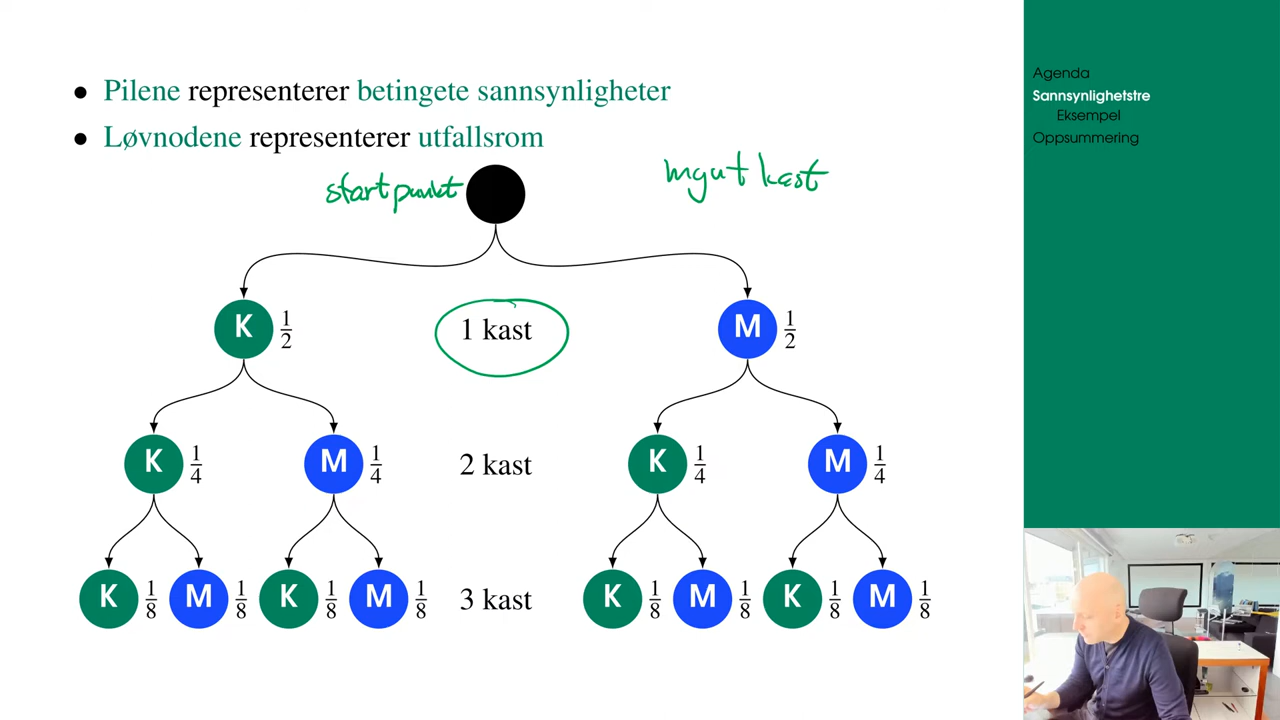 • Pilene representerer betingete sannsynligheter
• Løvnodene representerer utfallsrom
startpunkt
mynt kast
K 1/2
1 kast
M 1/2
K 1/4
M 1/4
2 kast
K 1/4
M 1/4
K 1/8
M 1/8
K 1/8
M 1/8
3 kast
K 1/8
M 1/8
K 1/8
M 1/8
Agenda
Sannsynlighetstre
Eksempel
Oppsummering